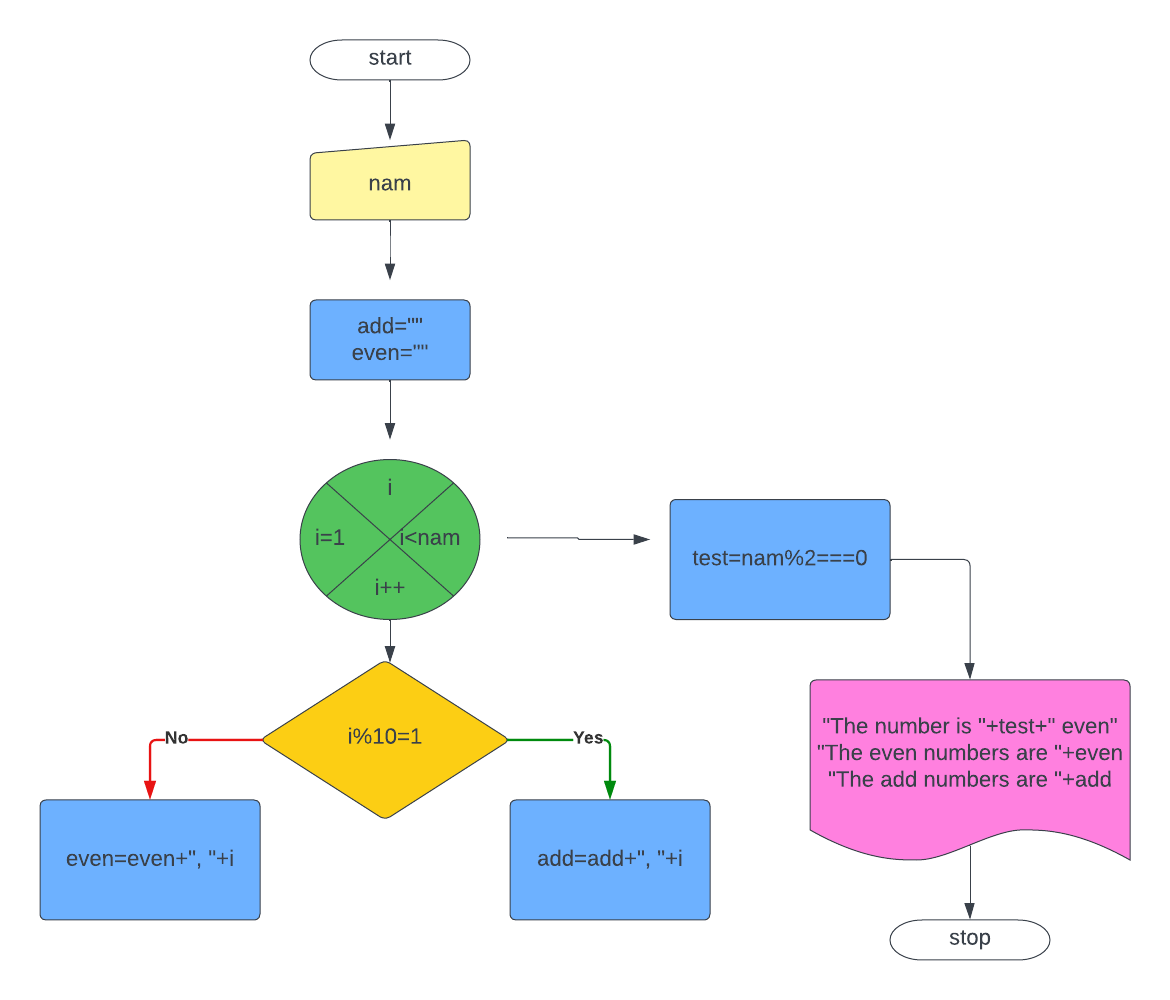 start
nam
add=""
even=""
i
i=1
i<nam
i++
test=nam%2===0
i%10=1
No
Yes
even=even+", "+i
add=add+", "+i
"The number is "+test+" even"
"The even numbers are "+even
"The add numbers are "+add
stop